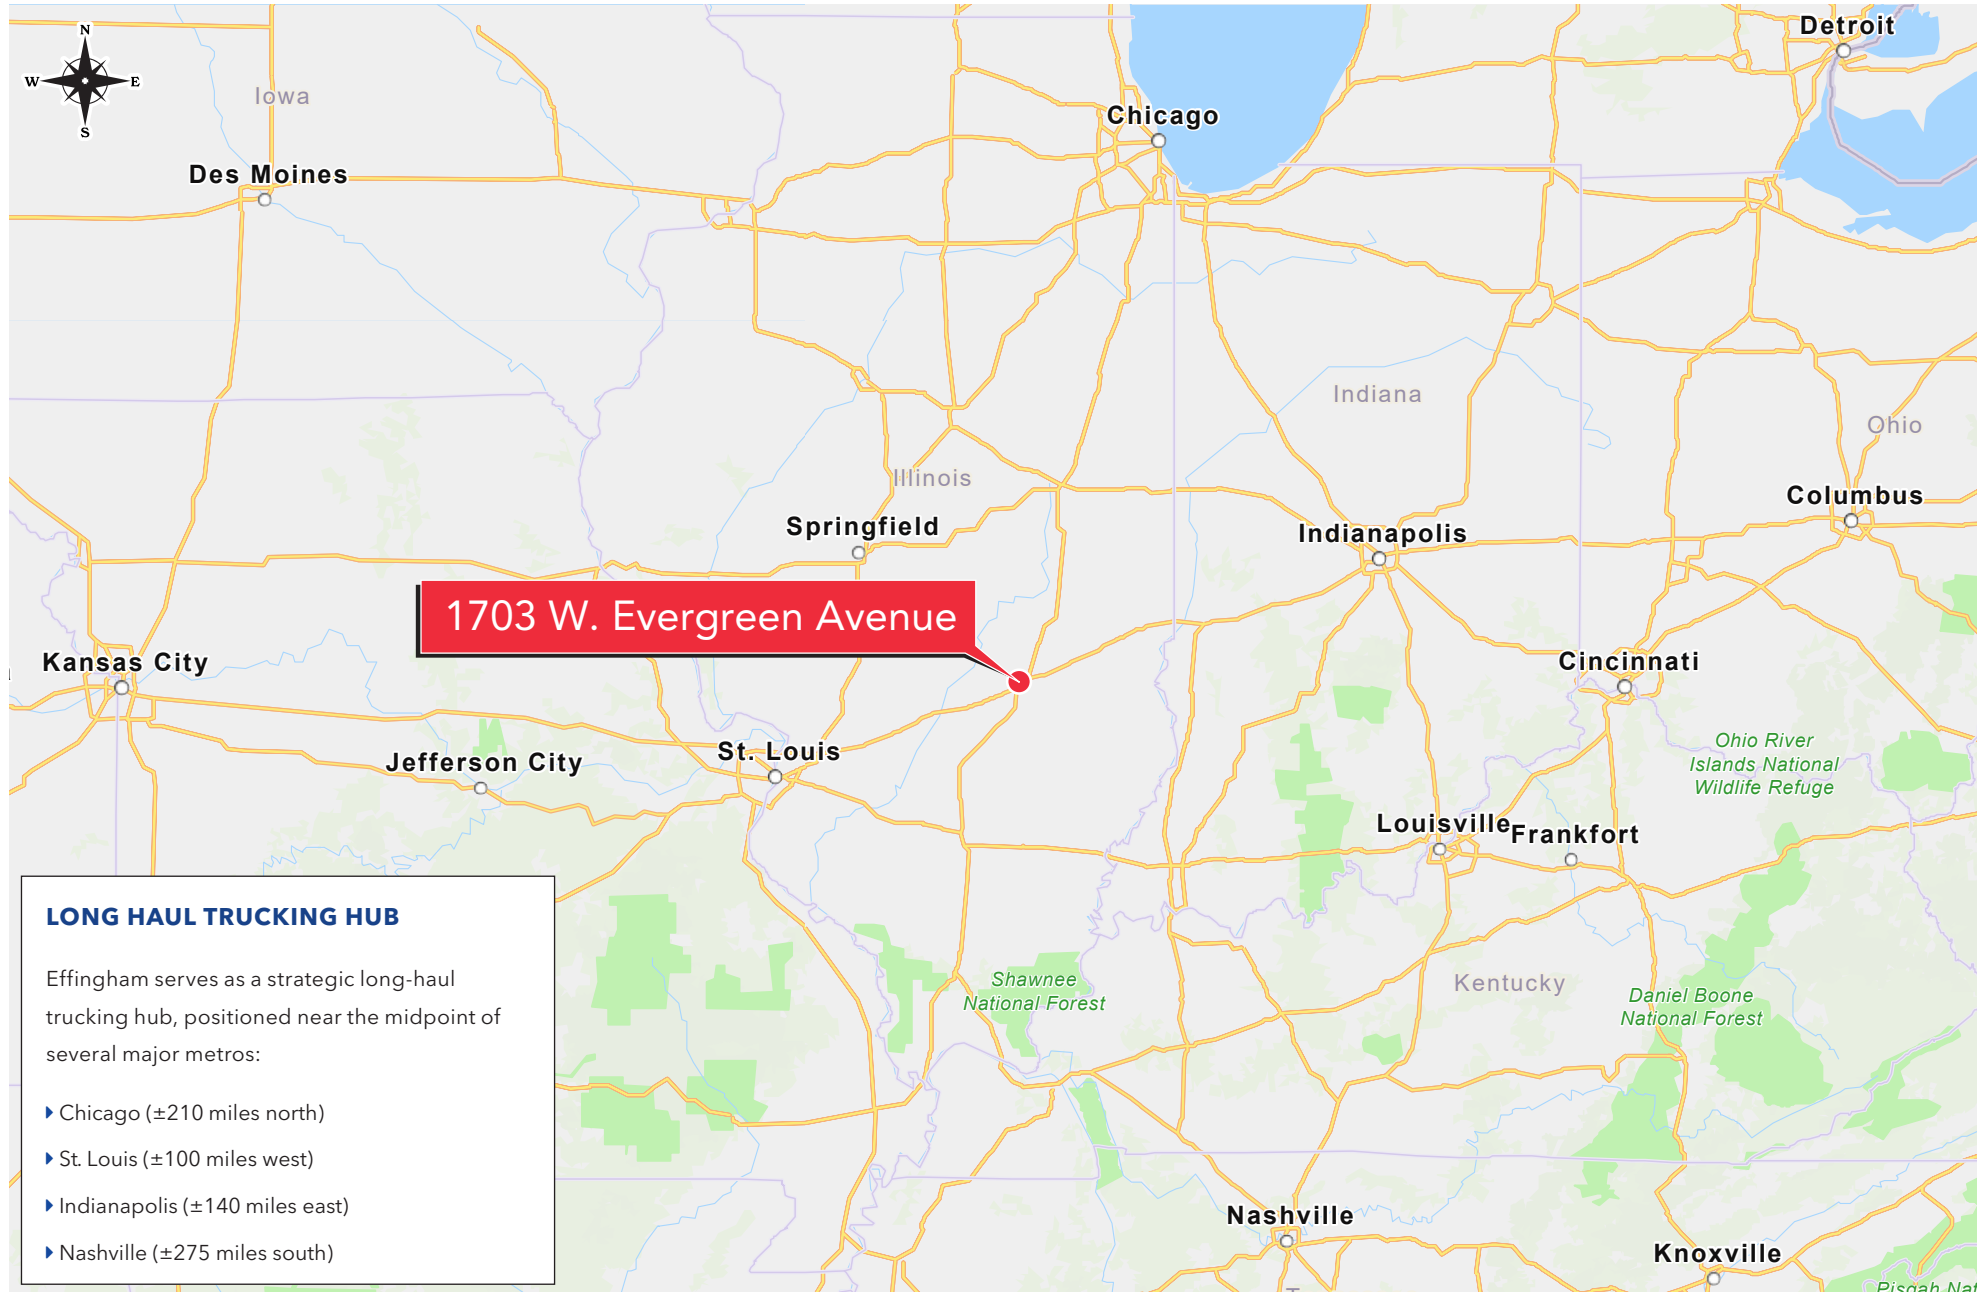 N
W
E
S
Iowa
Des Moines
Chicago
Detroit
Indiana
Ohio
Illinois
Springfield
Indianapolis
Columbus
1703 W. Evergreen Avenue
Kansas City
Cincinnati
Jefferson City
St. Louis
Ohio River
Islands National
Wildlife Refuge
Louisville
Frankfort
Shawnee
National Forest
Kentucky
Daniel Boone
National Forest
Nashville
Knoxville
LONG HAUL TRUCKING HUB
Effingham serves as a strategic long-haul
trucking hub, positioned near the midpoint of
several major metros:
Chicago (±210 miles north)
St. Louis (±100 miles west)
Indianapolis (±140 miles east)
Nashville (±275 miles south)